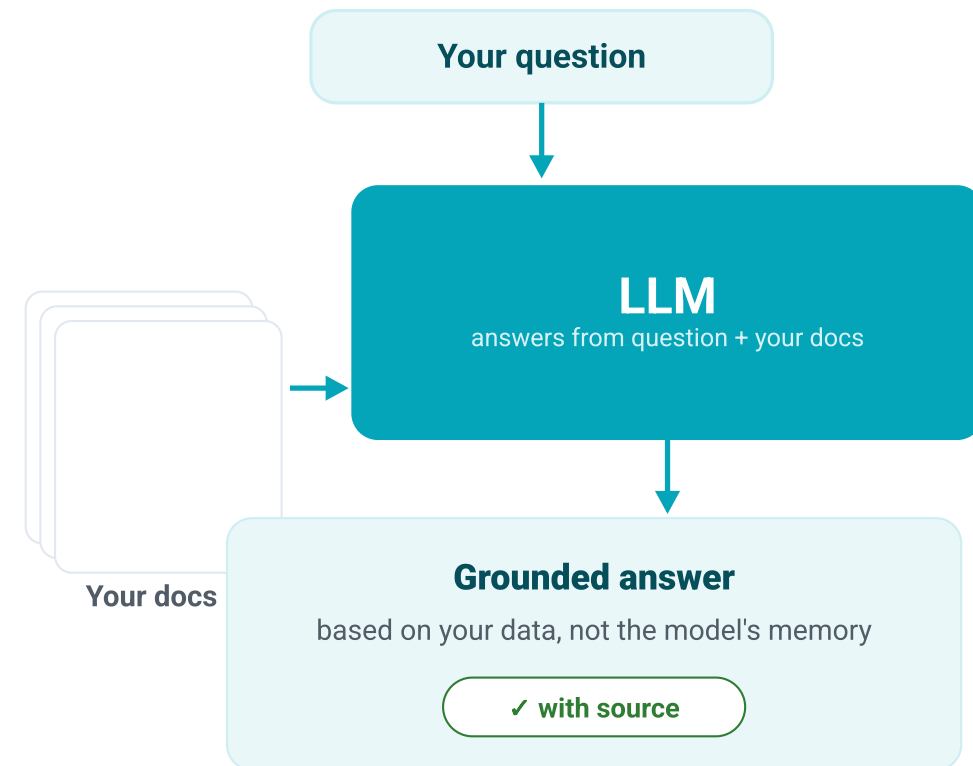 Your question
LLM
answers from question + your docs
Your docs
Grounded answer
based on your data, not the model's memory
✓ with source